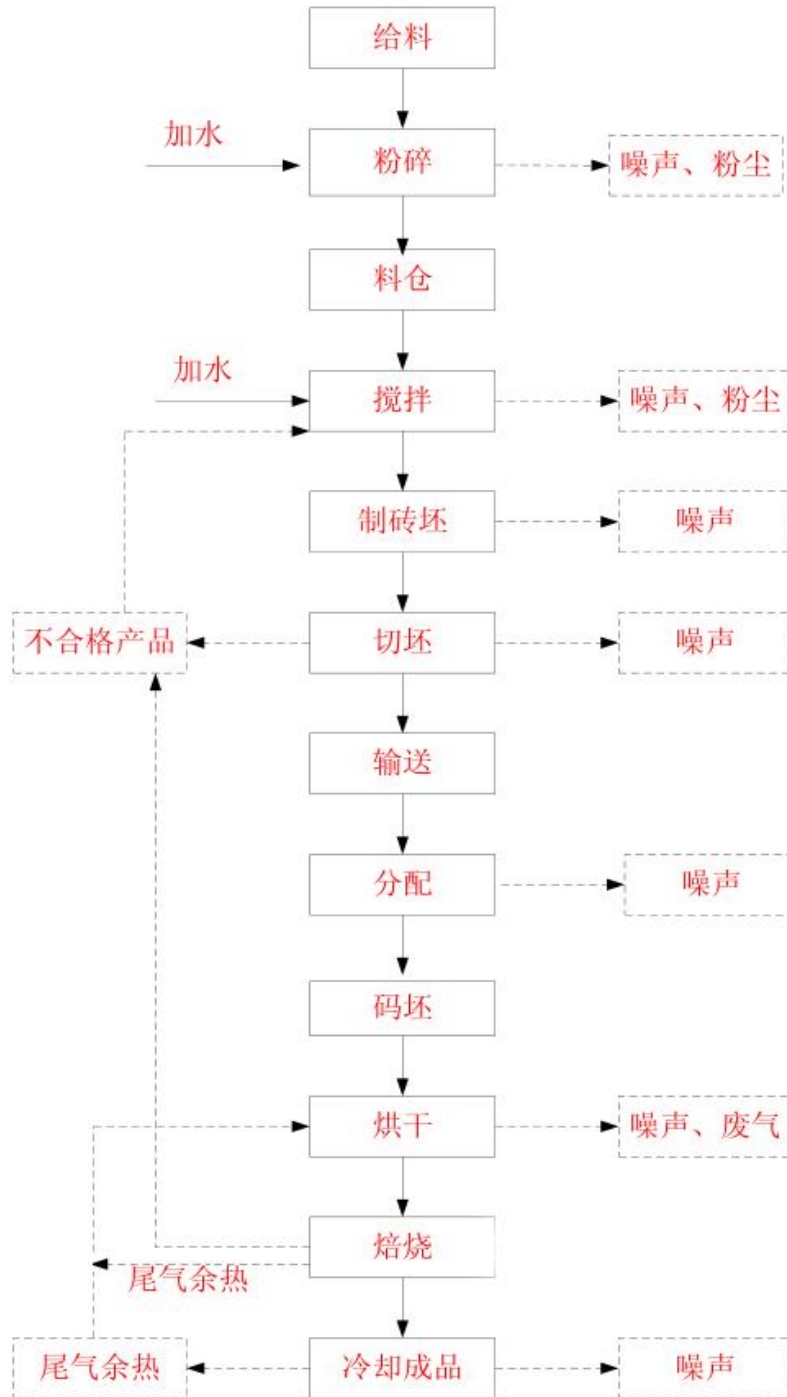 给料
加水
粉碎
噪声、粉尘
料仓
加水
搅拌
噪声、粉尘
制砖坯
噪声
不合格产品
切坯
噪声
输送
分配
噪声
码坯
烘干
噪声、废气
焙烧
尾气余热
尾气余热
冷却成品
噪声